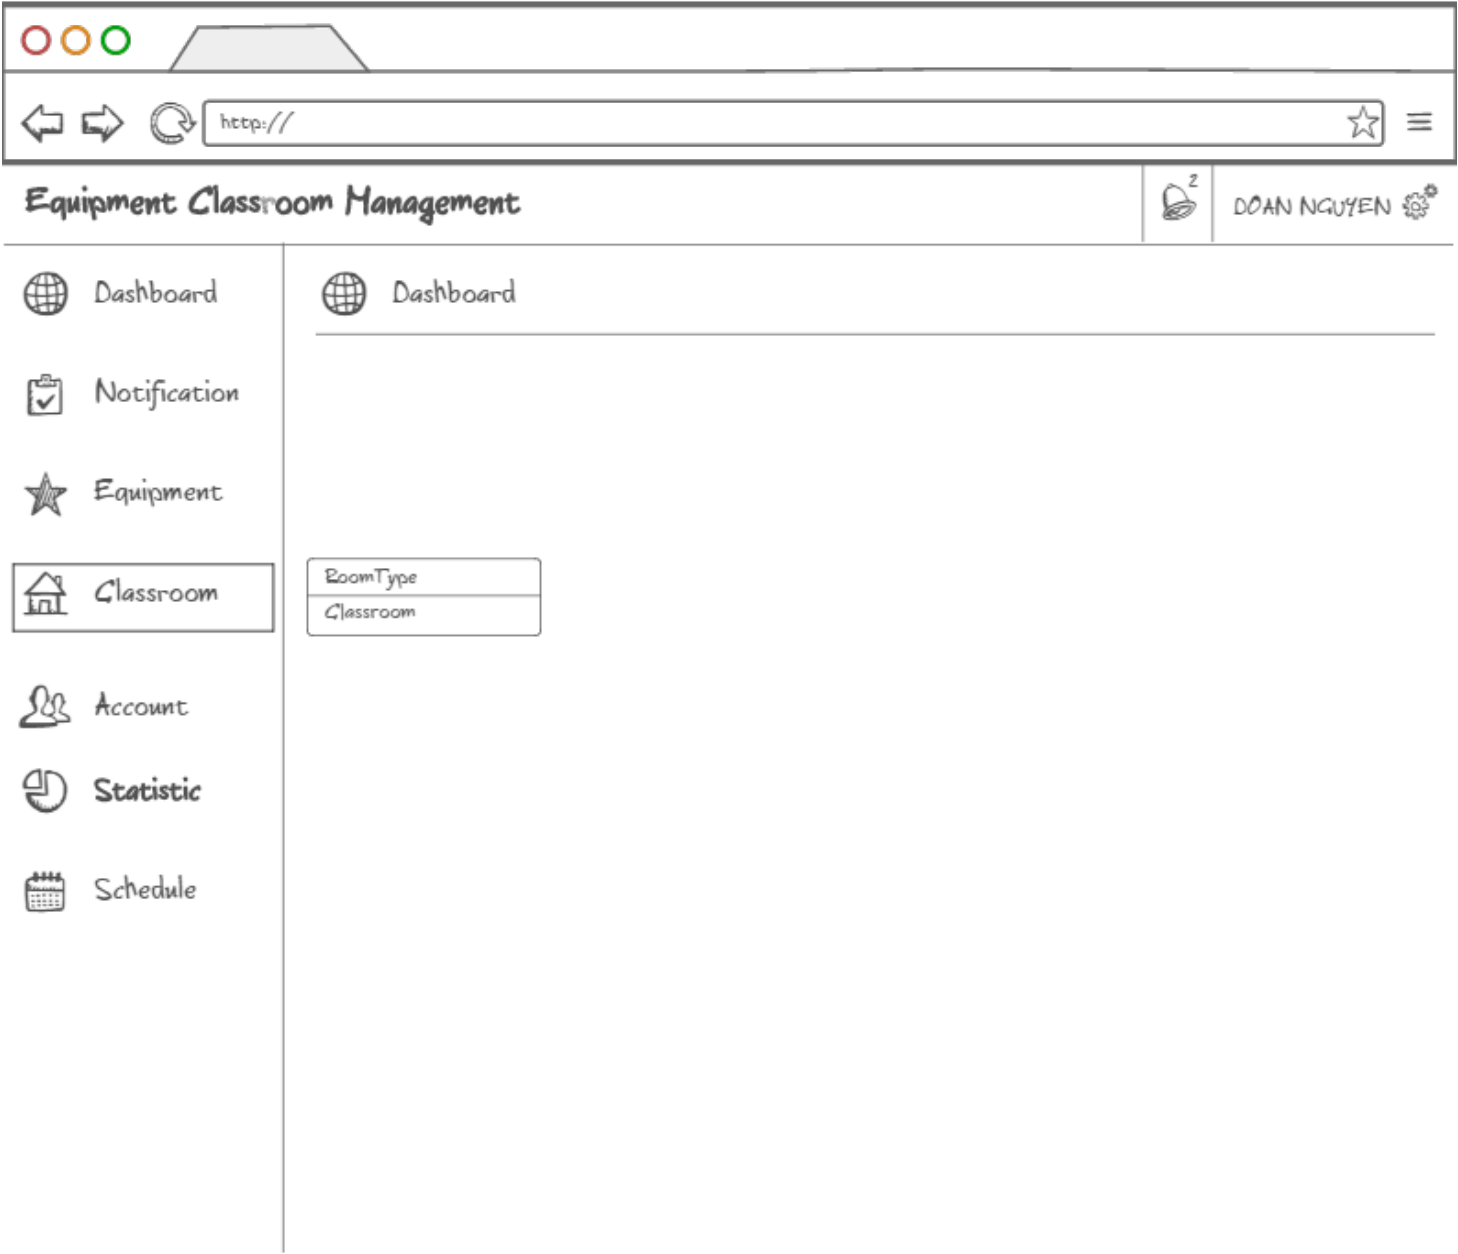 http://
Equipment Classroom Management
2
DOAN NGUYEN
Dashboard
Notification
Equipment
Classroom
Account
Statistic
Schedule
Dashboard
RoomType
Classroom